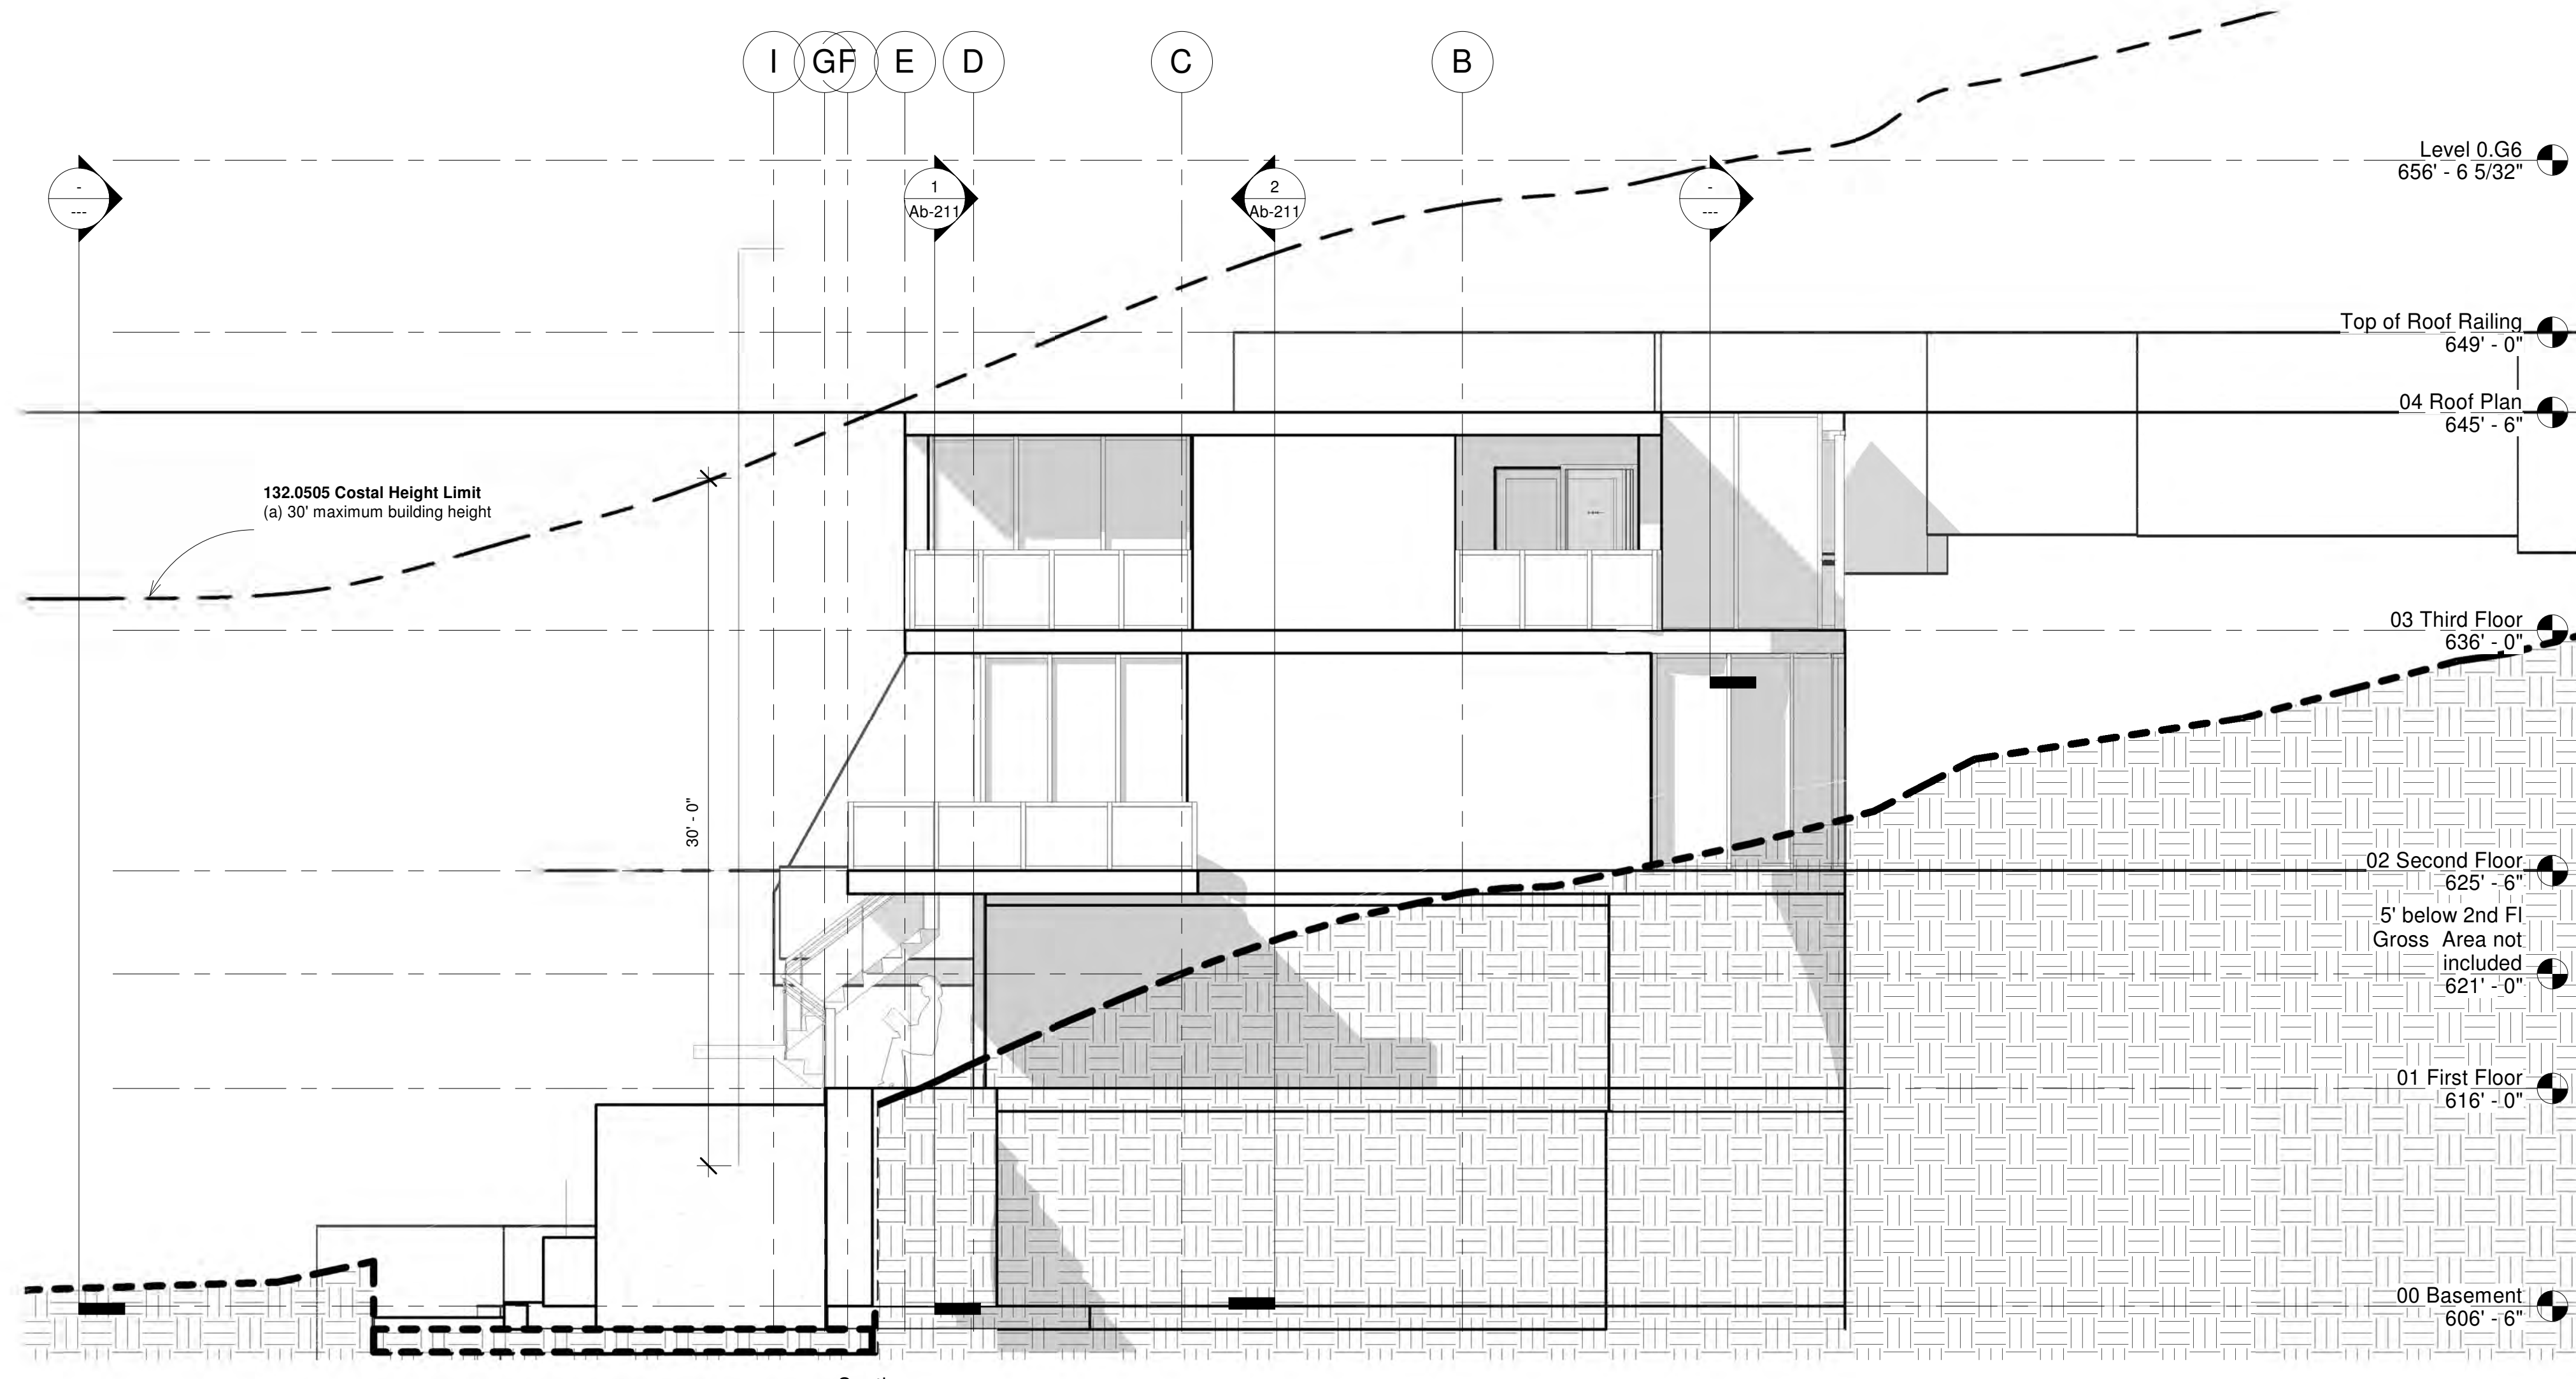 I
G
F
E
D
C
B
-
---
1
Ab-211
2
Ab-211
-
---
Level 0.G6
656' - 6 5/32"
Top of Roof Railing
649' - 0"
04 Roof Plan
645' - 6"
132.0505 Costal Height Limit
(a) 30' maximum building height
03 Third Floor
636' - 0"
30' - 0"
02 Second Floor
625' - 6"
5' below 2nd Fl
Gross Area not
included
621' - 0"
01 First Floor
616' - 0"
00 Basement
606' - 6"